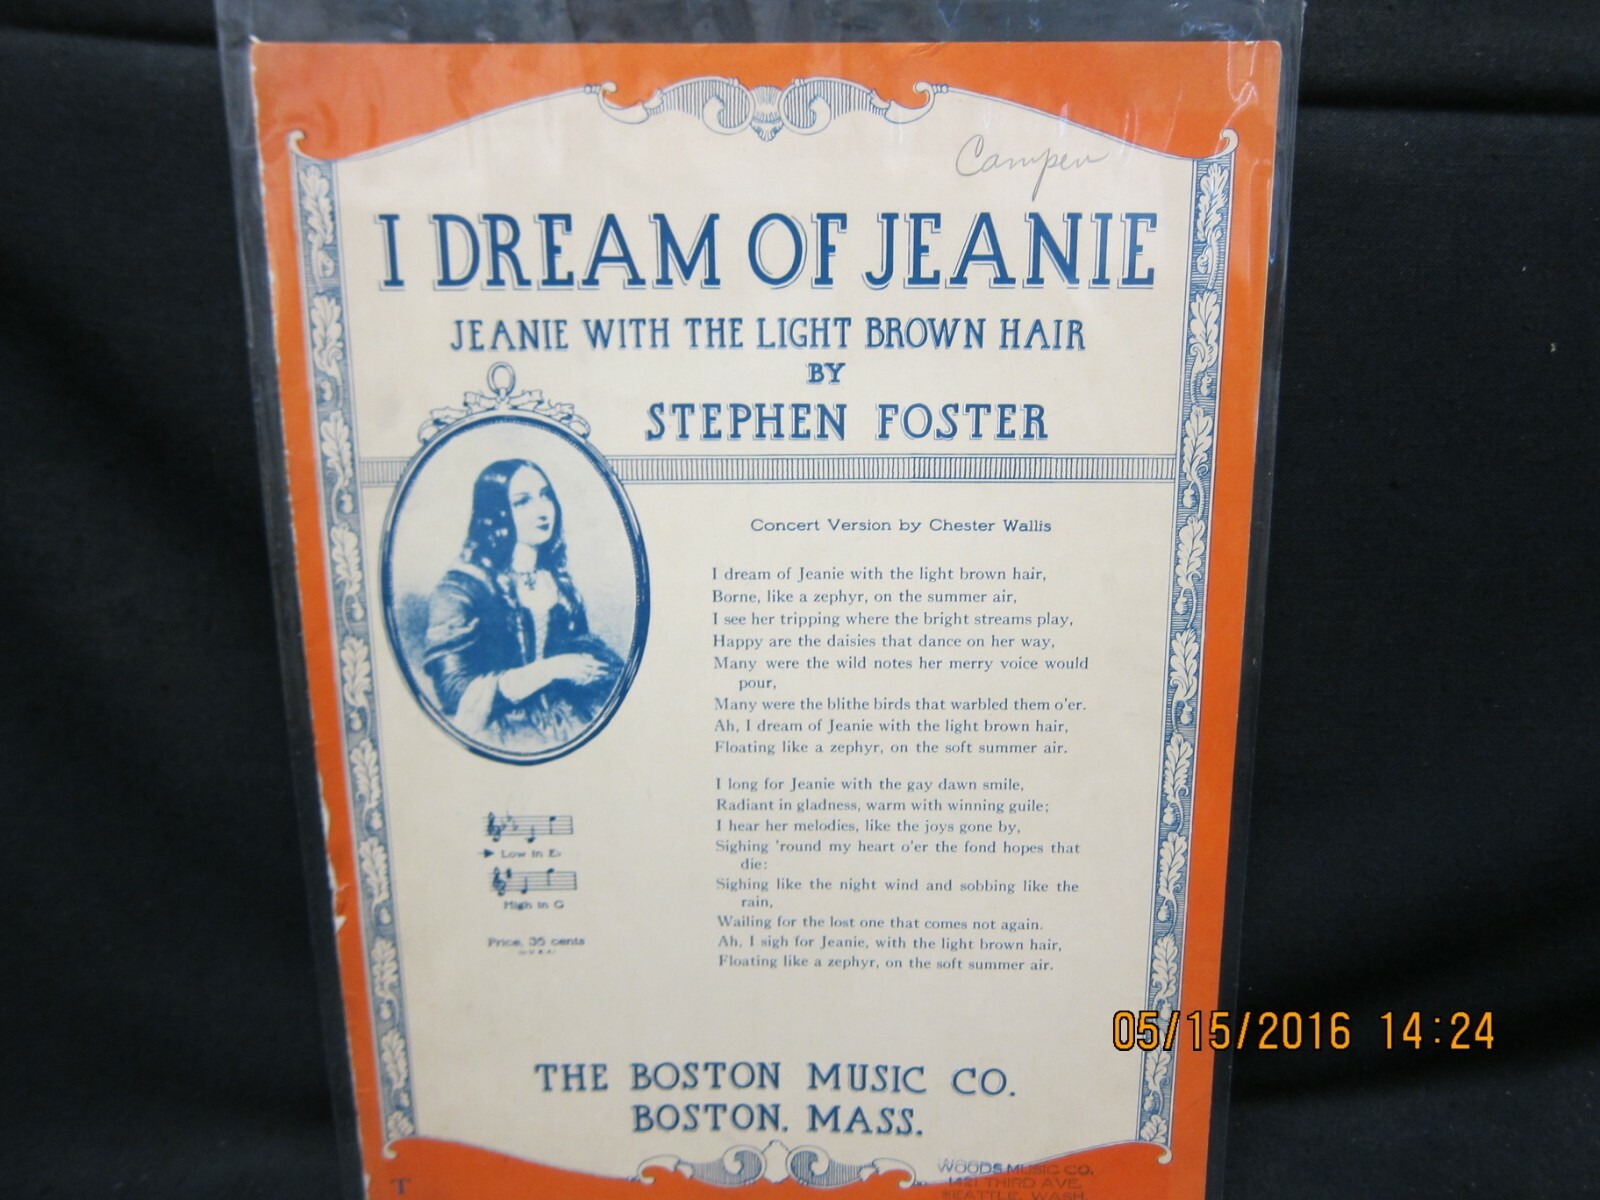 Campen
I DREAM OF JEANIE
JEANIE WITH THE LIGHT BROWN HAIR
BY
STEPHEN FOSTER
Concert Version by Chester Wallis
I dream of Jeanie with the light brown hair,
Borne, like a zephyr, on the summer air,
I see her tripping where the bright streams play,
Happy are the daisies that dance on her way,
Many were the wild notes her merry voice would
pour,
Many were the blithe birds that warbled them o'er.
Ah, I dream of Jeanie with the light brown hair,
Floating like a zephyr, on the soft summer air.
I long for Jeanie with the gay dawn smile,
Radiant in gladness, warm with winning guile;
I hear her melodies, like the joys gone by,
Sighing 'round my heart o'er the fond hopes that
die:
Sighing like the night wind and sobbing like the
rain,
Wailing for the lost one that comes not again.
Ah, I sigh for Jeanie, with the light brown hair,
Floating like a zephyr, on the soft summer air.
Low in E♭
High in G
Price, 35 cents
THE BOSTON MUSIC CO.
BOSTON, MASS.
WOODS MUSIC CO.
1421 THIRD AVE.
SEATTLE, WASH.
T
05/15/2016 14:24